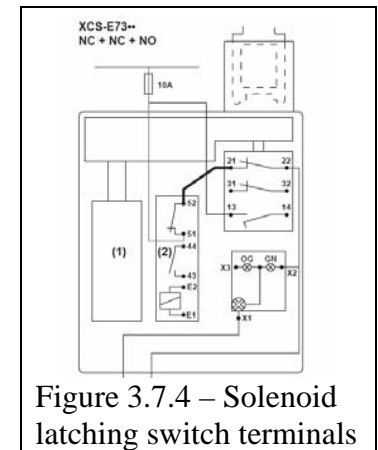 XCS-E73••
NC + NC + NO
10A
21 22
31 32
13 14
52
51
(1)
(2)
44
43
E2
E1
OG GN
X3 X2
X1
Figure 3.7.4 – Solenoid
latching switch terminals